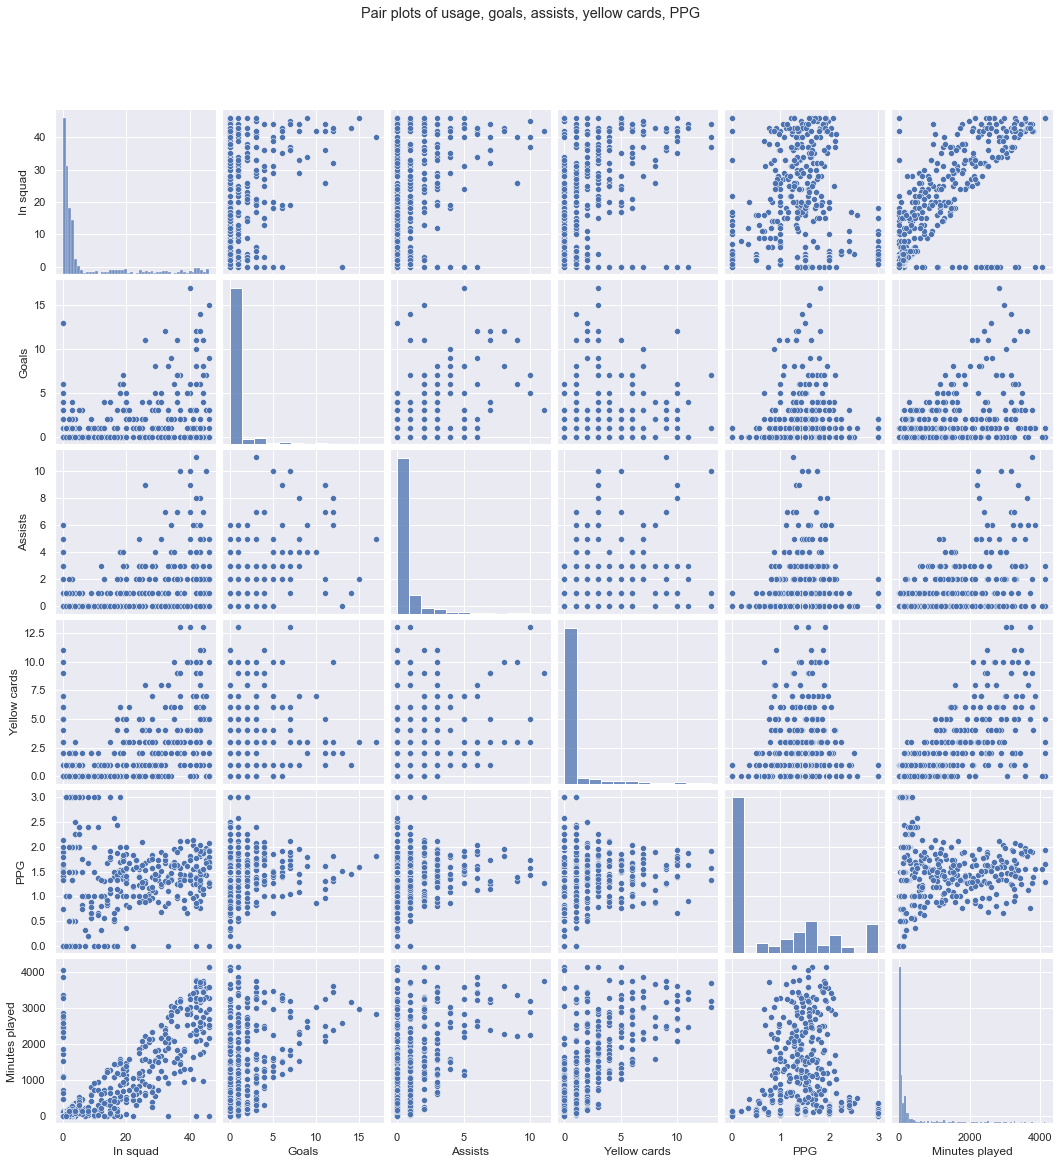 Pair plots of usage, goals, assists, yellow cards, PPG
40
30
20
10
0
In squad
15
10
5
0
Goals
10
8
6
4
2
0
Assists
12.5
10.0
7.5
5.0
2.5
0.0
Yellow cards
3.0
2.5
2.0
1.5
1.0
0.5
0.0
PPG
4000
3000
2000
1000
0
Minutes played
0 20 40
In squad
0 5 10 15
Goals
0 5 10
Assists
0 5 10
Yellow cards
0 1 2 3
PPG
0 2000 4000
Minutes played